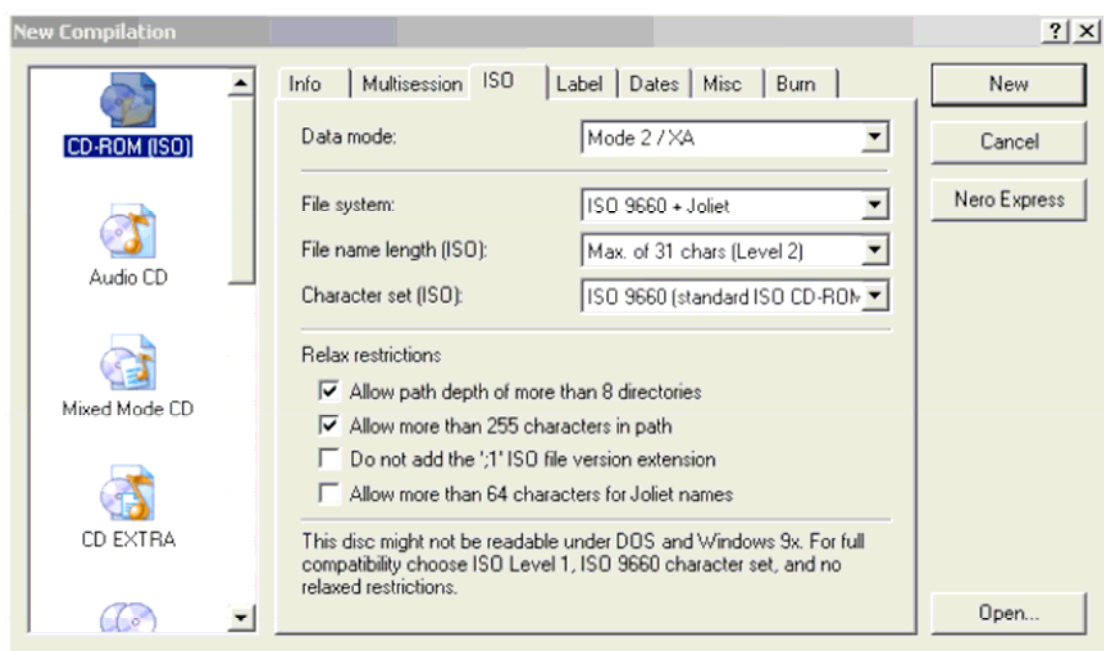 New Compilation
CD-ROM (ISO)
Audio CD
Mixed Mode CD
CD EXTRA
Info Multisession ISO Label Dates Misc Burn
Data mode: Mode 2 / XA
File system: ISO 9660 + Joliet
File name length (ISO): Max. of 31 chars (Level 2)
Character set (ISO): ISO 9660 (standard ISO CD-ROM
Relax restrictions
Allow path depth of more than 8 directories
Allow more than 255 characters in path
Do not add the ';1' ISO file version extension
Allow more than 64 characters for Joliet names
This disc might not be readable under DOS and Windows 9x. For full
compatibility choose ISO Level 1, ISO 9660 character set, and no
relaxed restrictions.
New
Cancel
Nero Express
Open...